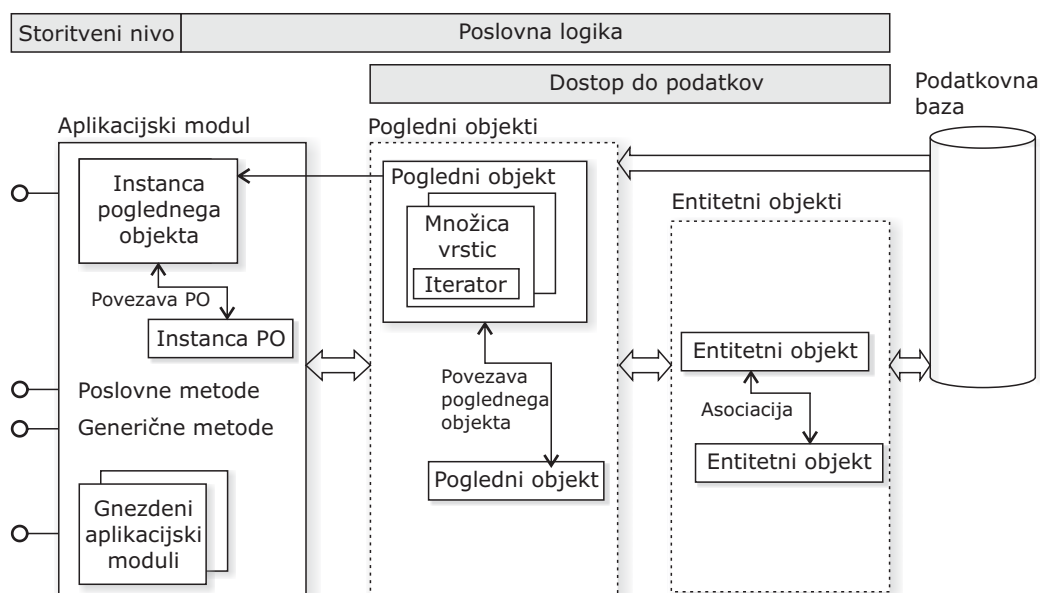 Storitveni nivo
Poslovna logika
Dostop do podatkov
Podatkovna
baza
Aplikacijski modul
Pogledni objekti
Entitetni objekti
Instanca
poglednega
objekta
Povezava PO
Instanca PO
Poslovne metode
Generične metode
Gnezdeni
aplikacijski
moduli
Pogledni objekt
Množica
vrstic
Iterator
Povezava
poglednega
objekta
Pogledni objekt
Entitetni objekt
Asociacija
Entitetni objekt